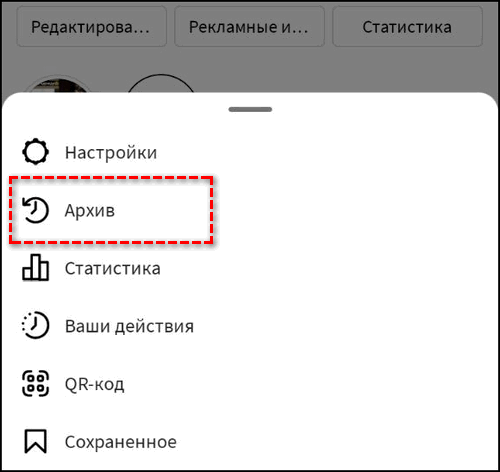 Редактирова...
Рекламные и...
Статистика
Настройки
Архив
Статистика
Ваши действия
QR-код
Сохраненное